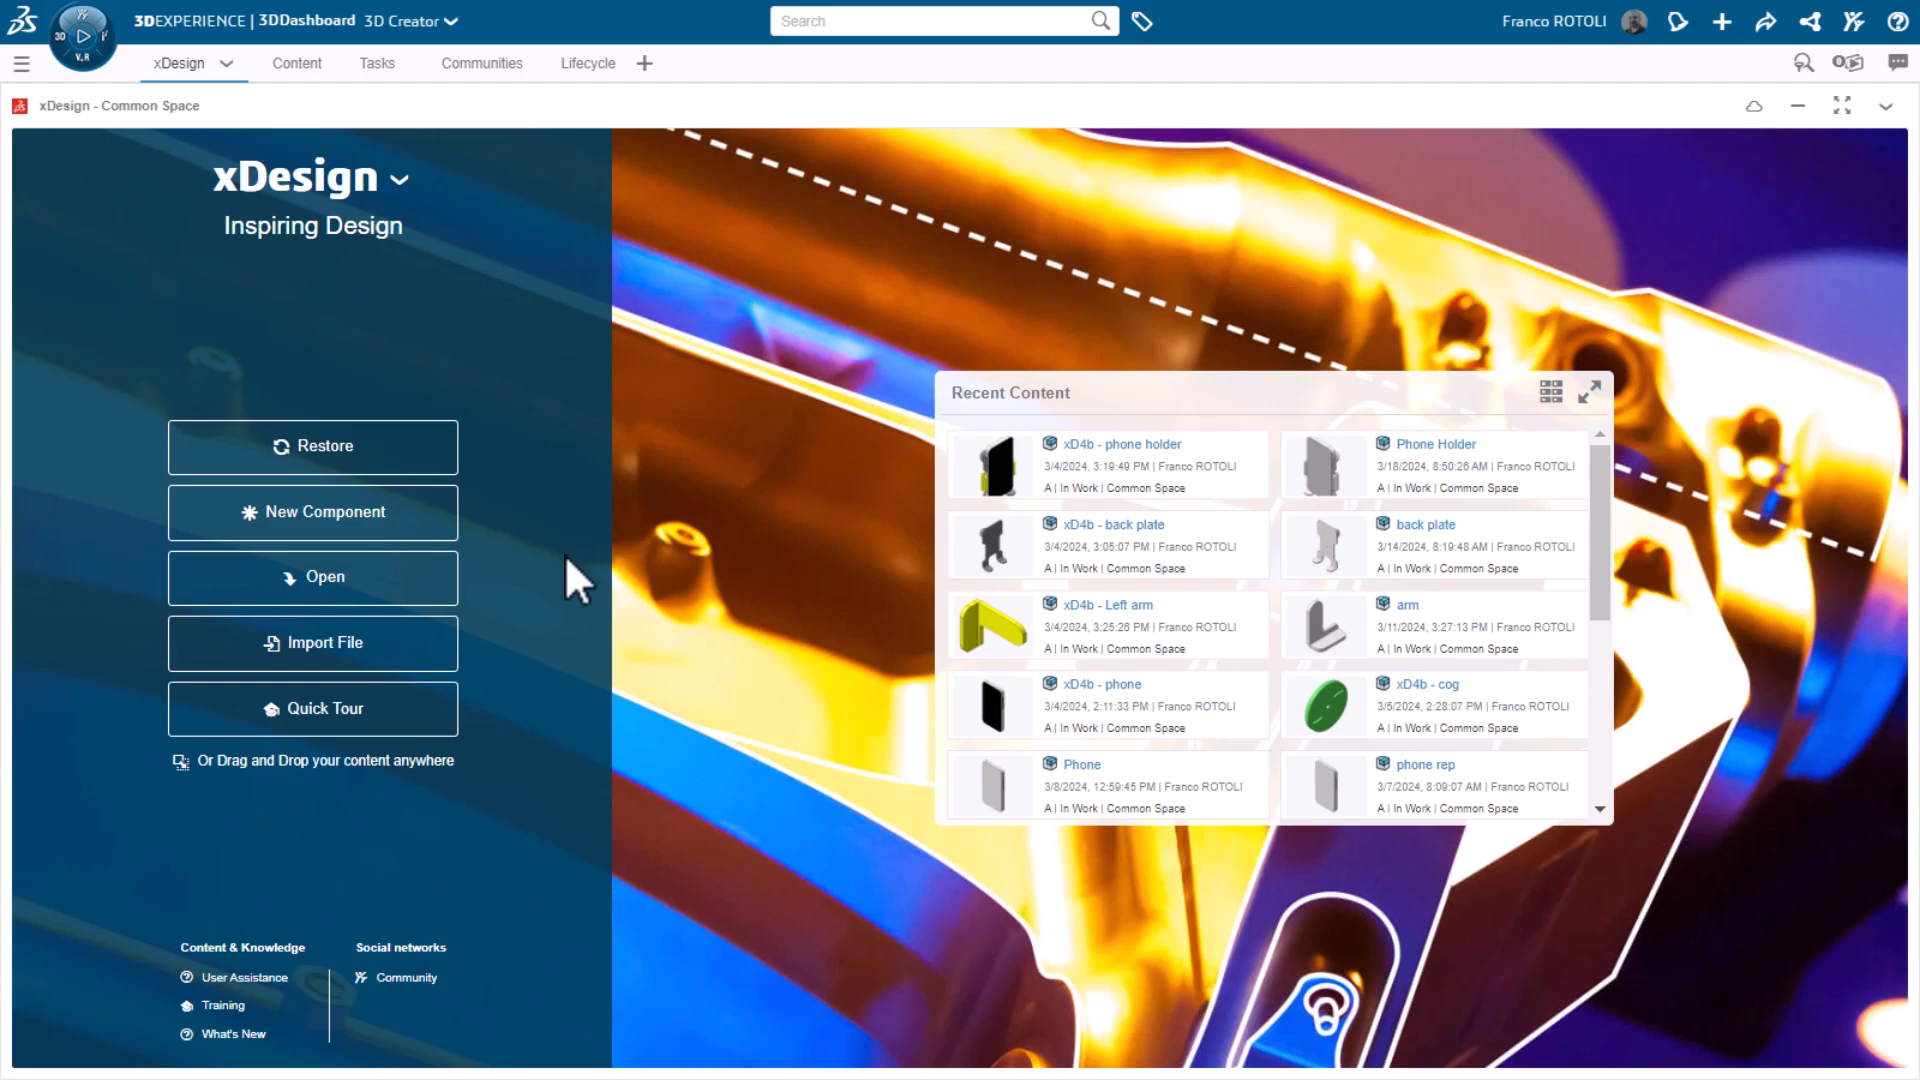 3DEXPERIENCE | 3DDashboard 3D Creator
Search
Franco ROTOLI
3D
V.R
xDesign
Content
Tasks
Communities
Lifecycle
xDesign - Common Space
xDesign
Inspiring Design
Restore
New Component
Open
Import File
Quick Tour
Or Drag and Drop your content anywhere
Content & Knowledge
User Assistance
Training
What's New
Social networks
Community
Recent Content
xD4b - phone holder
3/4/2024, 3:19:49 PM | Franco ROTOLI
A | In Work | Common Space
Phone Holder
3/18/2024, 8:50:26 AM | Franco ROTOLI
A | In Work | Common Space
xD4b - back plate
3/4/2024, 3:05:07 PM | Franco ROTOLI
A | In Work | Common Space
back plate
3/14/2024, 8:19:48 AM | Franco ROTOLI
A | In Work | Common Space
xD4b - Left arm
3/4/2024, 3:25:26 PM | Franco ROTOLI
A | In Work | Common Space
arm
3/11/2024, 3:27:13 PM | Franco ROTOLI
A | In Work | Common Space
xD4b - phone
3/4/2024, 2:11:33 PM | Franco ROTOLI
A | In Work | Common Space
xD4b - cog
3/5/2024, 2:28:07 PM | Franco ROTOLI
A | In Work | Common Space
Phone
3/8/2024, 12:59:45 PM | Franco ROTOLI
A | In Work | Common Space
phone rep
3/7/2024, 8:09:07 AM | Franco ROTOLI
A | In Work | Common Space